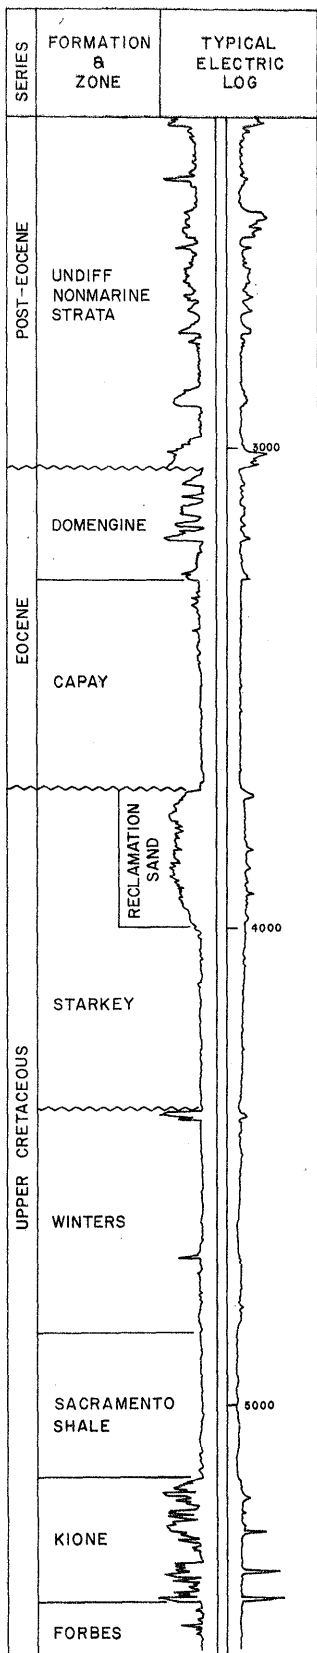 SERIES
FORMATION
&
ZONE
TYPICAL
ELECTRIC
LOG
POST-EOCENE
UNDIFF
NONMARINE
STRATA
3000
EOCENE
DOMENGINE
CAPAY
UPPER CRETACEOUS
RECLAMATION
SAND
4000
STARKEY
WINTERS
SACRAMENTO
SHALE
5000
KIONE
FORBES